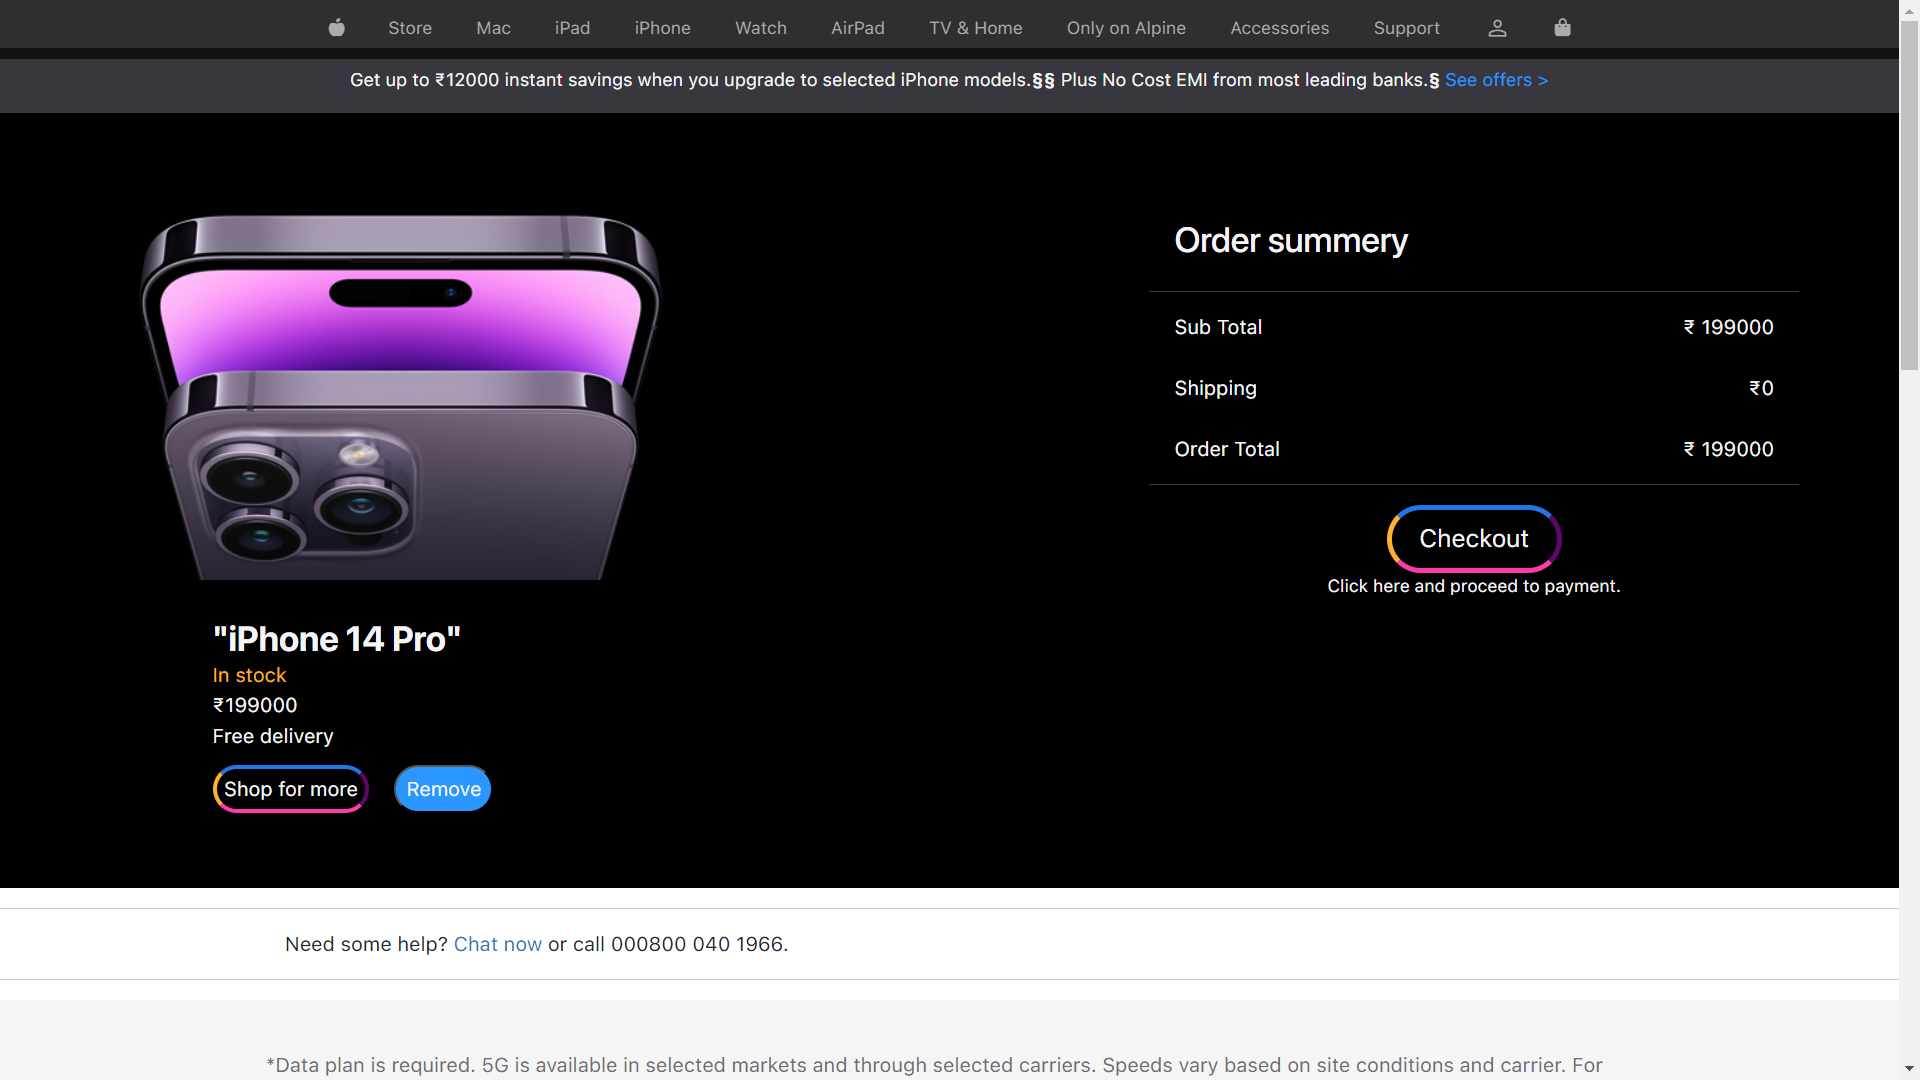 Store Mac iPad iPhone Watch AirPad TV & Home Only on Alpine Accessories Support
Get up to ₹12000 instant savings when you upgrade to selected iPhone models.§§ Plus No Cost EMI from most leading banks.§ See offers >
Order summery
Sub Total ₹ 199000
Shipping ₹0
Order Total ₹ 199000
Checkout
Click here and proceed to payment.
"iPhone 14 Pro"
In stock
₹199000
Free delivery
Shop for more Remove
Need some help? Chat now or call 000800 040 1966.
*Data plan is required. 5G is available in selected markets and through selected carriers. Speeds vary based on site conditions and carrier. For